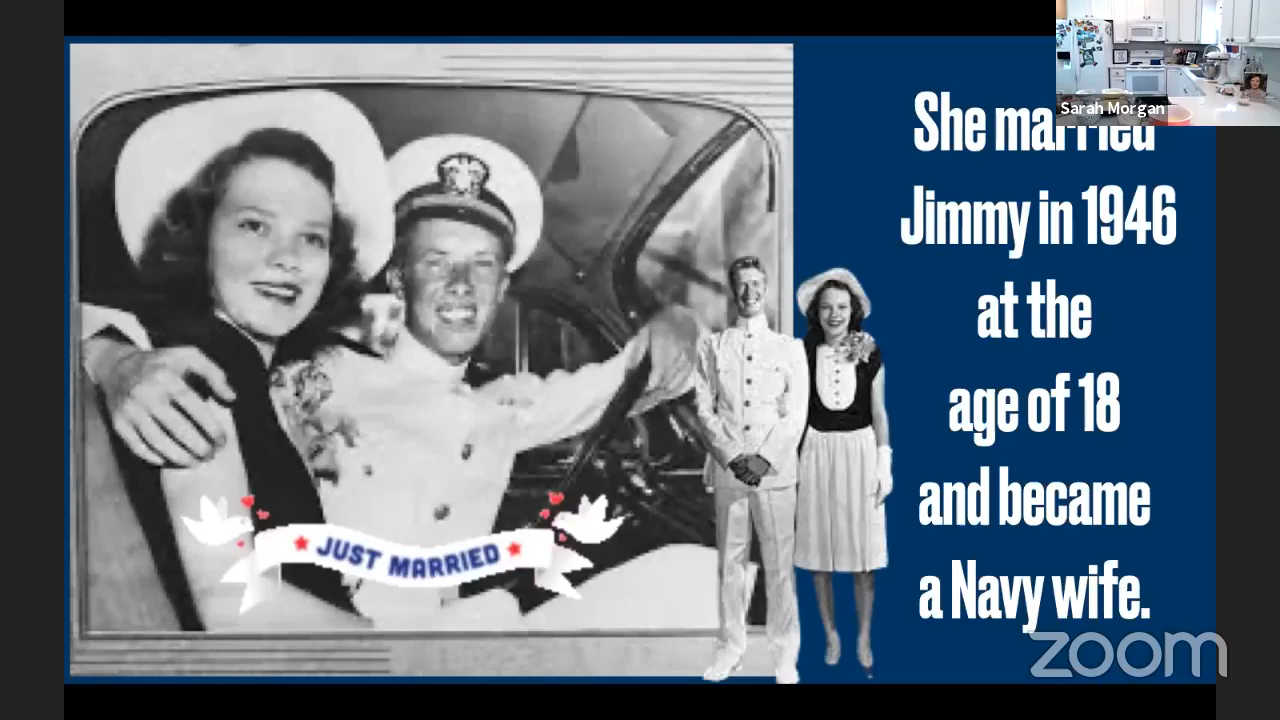 Sarah Morgan
She married
Jimmy in 1946
at the
age of 18
and became
a Navy wife.
JUST MARRIED
zoom